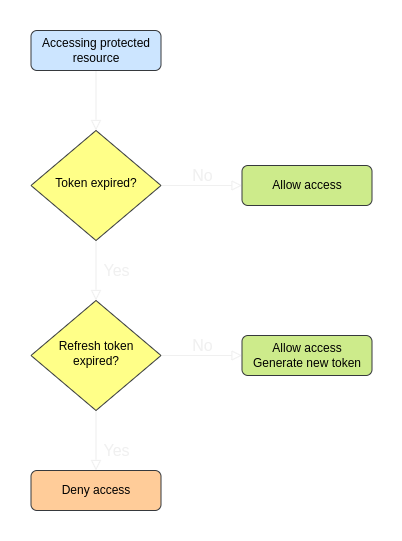 Accessing protected
resource
Token expired?
No
Allow access
Yes
Refresh token
expired?
No
Allow access
Generate new token
Yes
Deny access